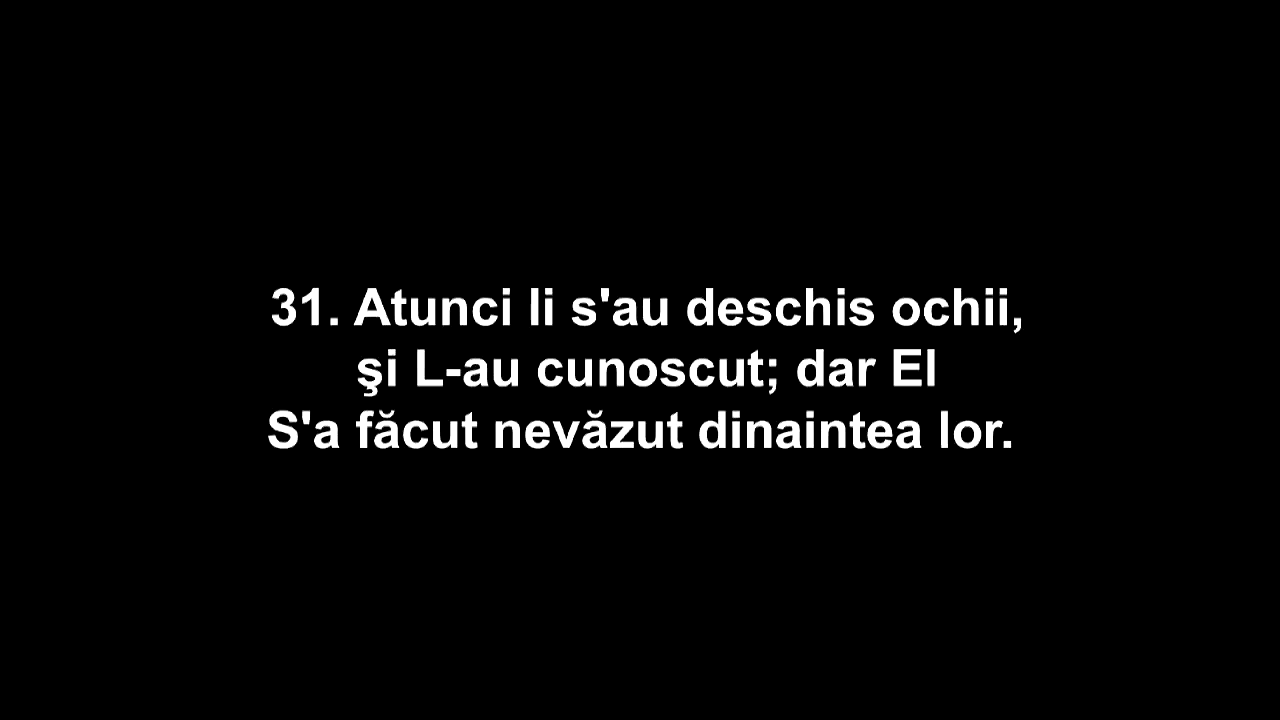 31. Atunci li s'au deschis ochii,
şi L-au cunoscut; dar El
S'a făcut nevăzut dinaintea lor.